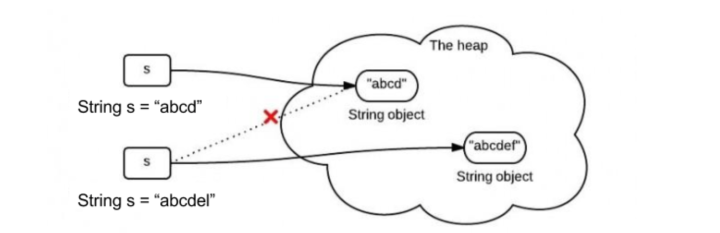 The heap
s
"abcd"
String s = “abcd”
String object
s
"abcdef"
String s = “abcdel”
String object